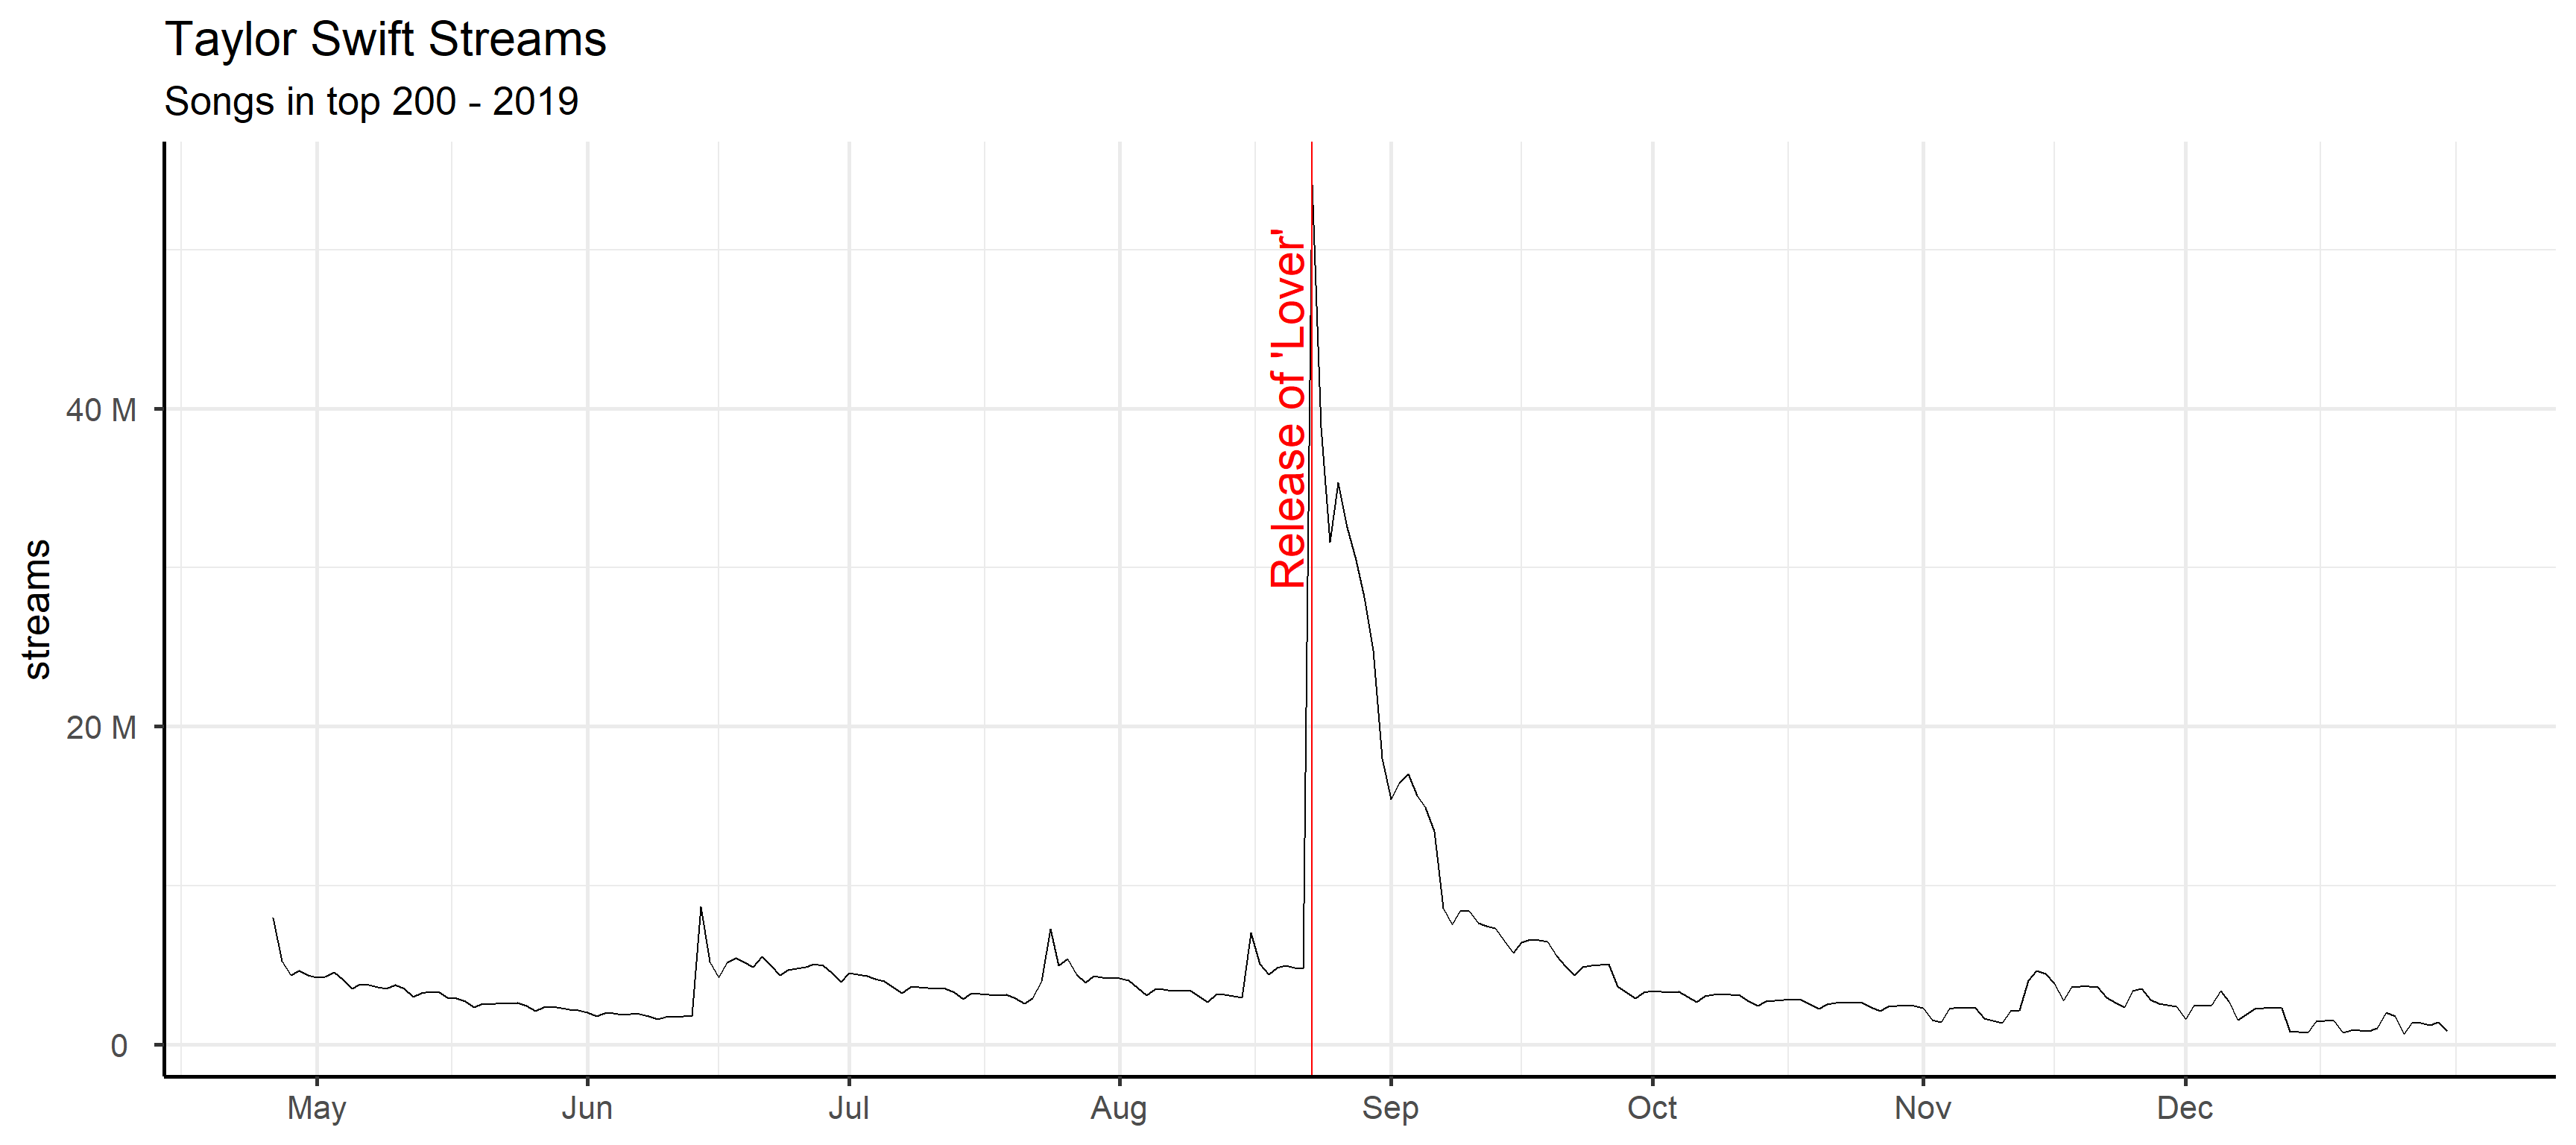 Taylor Swift Streams
Songs in top 200 - 2019
streams
40 M
20 M
0
Release of 'Lover'
May Jun Jul Aug Sep Oct Nov Dec